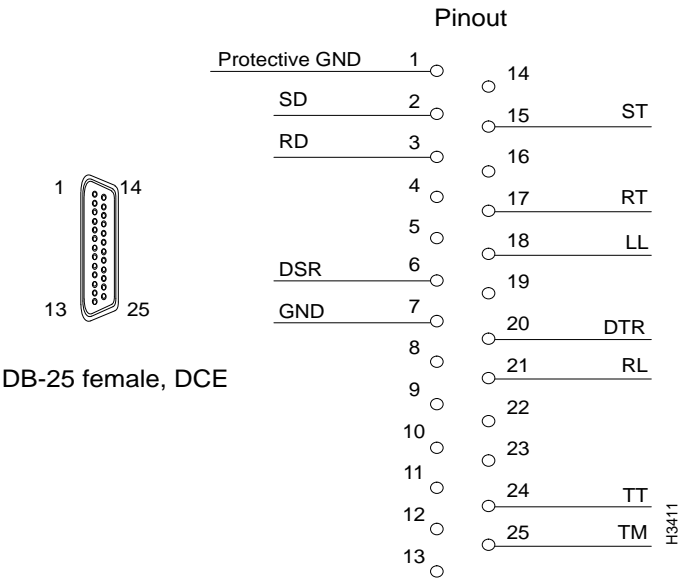 Pinout
Protective GND 1
14
SD 2
15 ST
RD 3
16
4
17 RT
5
18 LL
DSR 6
19
GND 7
20 DTR
8
21 RL
9
22
10
23
11
24 TT
12
25 TM
13
1 14
13 25
DB-25 female, DCE
H3411